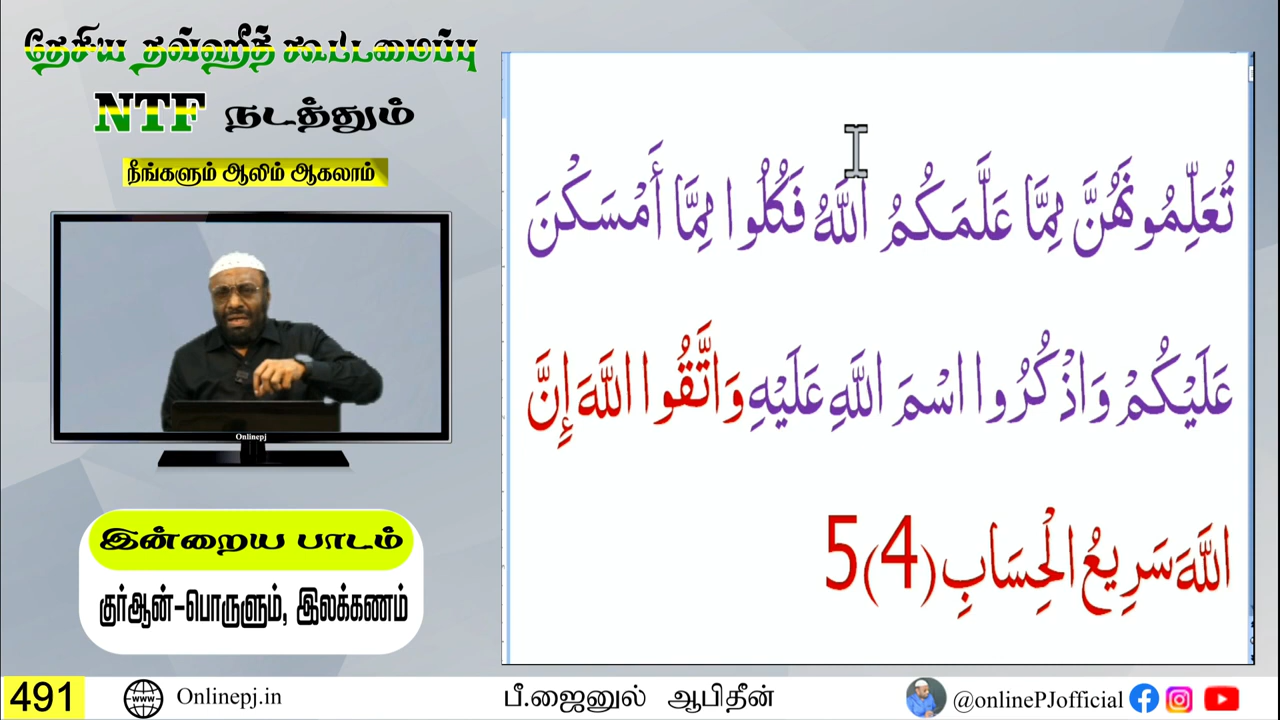 தேசிய தவ்ஹீத் கூட்டமைப்பு
NTF நடத்தும்
நீங்களும் ஆலிம் ஆகலாம்
Onlinepj
இன்றைய பாடம்
குர்ஆன்-பொருளும், இலக்கணம்
تُعَلِّمُونَهُنَّ مِمَّا عَلَّمَكُمُ اللَّهُ فَكُلُوا مِمَّا أَمْسَكْنَ
عَلَيْكُمْ وَاذْكُرُوا اسْمَ اللَّهِ عَلَيْهِ وَاتَّقُوا اللَّهَ إِنَّ
اللَّهَ سَرِيعُ الْحِسَابِ (4)5
491 Onlinepj.in பீ.ஜைனுல் ஆபிதீன் @onlinePJofficial